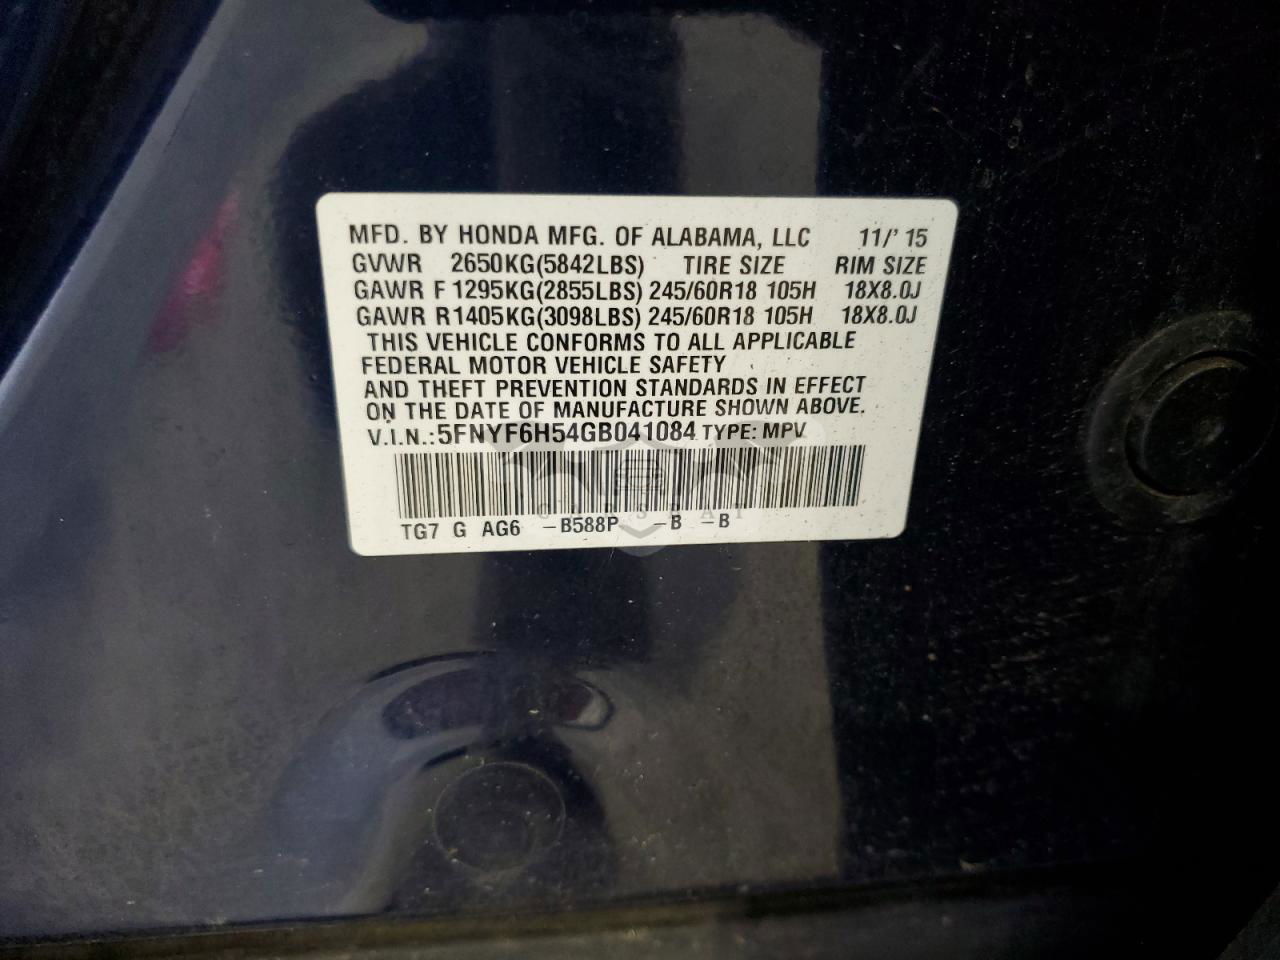 MFD. BY HONDA MFG. OF ALABAMA, LLC 11/'15
GVWR 2650KG(5842LBS) TIRE SIZE RIM SIZE
GAWR F 1295KG(2855LBS) 245/60R18 105H 18X8.0J
GAWR R1405KG(3098LBS) 245/60R18 105H 18X8.0J
THIS VEHICLE CONFORMS TO ALL APPLICABLE
FEDERAL MOTOR VEHICLE SAFETY
AND THEFT PREVENTION STANDARDS IN EFFECT
ON THE DATE OF MANUFACTURE SHOWN ABOVE.
V.I.N.:5FNYF6H54GB041084 TYPE: MPV
TG7 G AG6 –B588P –B –B